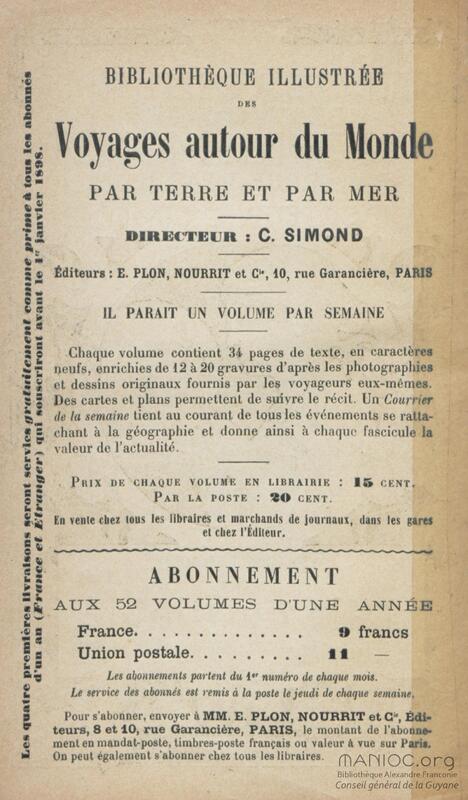 BIBLIOTHÈQUE ILLUSTRÉE
DES
Voyages autour du Monde
PAR TERRE ET PAR MER
DIRECTEUR : C. SIMOND
Éditeurs : E. PLON, NOURRIT et Cie, 10, rue Garancière, PARIS
IL PARAIT UN VOLUME PAR SEMAINE
Chaque volume contient 34 pages de texte, en caractères
neufs, enrichies de 12 à 20 gravures d'après les photographies
et dessins originaux fournis par les voyageurs eux-mêmes.
Des cartes et plans permettent de suivre le récit. Un Courrier
de la semaine tient au courant de tous les événements se ratta-
chant à la géographie et donne ainsi à chaque fascicule la
valeur de l'actualité.
PRIX DE CHAQUE VOLUME EN LIBRAIRIE : 15 CENT.
PAR LA POSTE : 20 CENT.
En vente chez tous les libraires et marchands de journaux, dans les gares
et chez l'Éditeur.
ABONNEMENT
AUX 52 VOLUMES D'UNE ANNÉE
France. . . . . . . . . . . . . . 9 francs
Union postale. . . . . . . . . 11 —
Les abonnements partent du 1er numéro de chaque mois.
Le service des abonnés est remis à la poste le jeudi de chaque semaine.
Pour s'abonner, envoyer à MM. E. PLON, NOURRIT et Cie, Édi-
teurs, 8 et 10, rue Garancière, PARIS, le montant de l'abonne-
ment en mandat-poste, timbres-poste français ou valeur à vue sur Paris.
On peut également s'abonner chez tous les libraires.
Les quatre premières livraisons seront servies gratuitement comme prime à tous les abonnés
d'un an (France et Étranger) qui souscriront avant le 1er janvier 1898.
MANIOC.org
Bibliothèque Alexandre Franconie
Conseil général de la Guyane